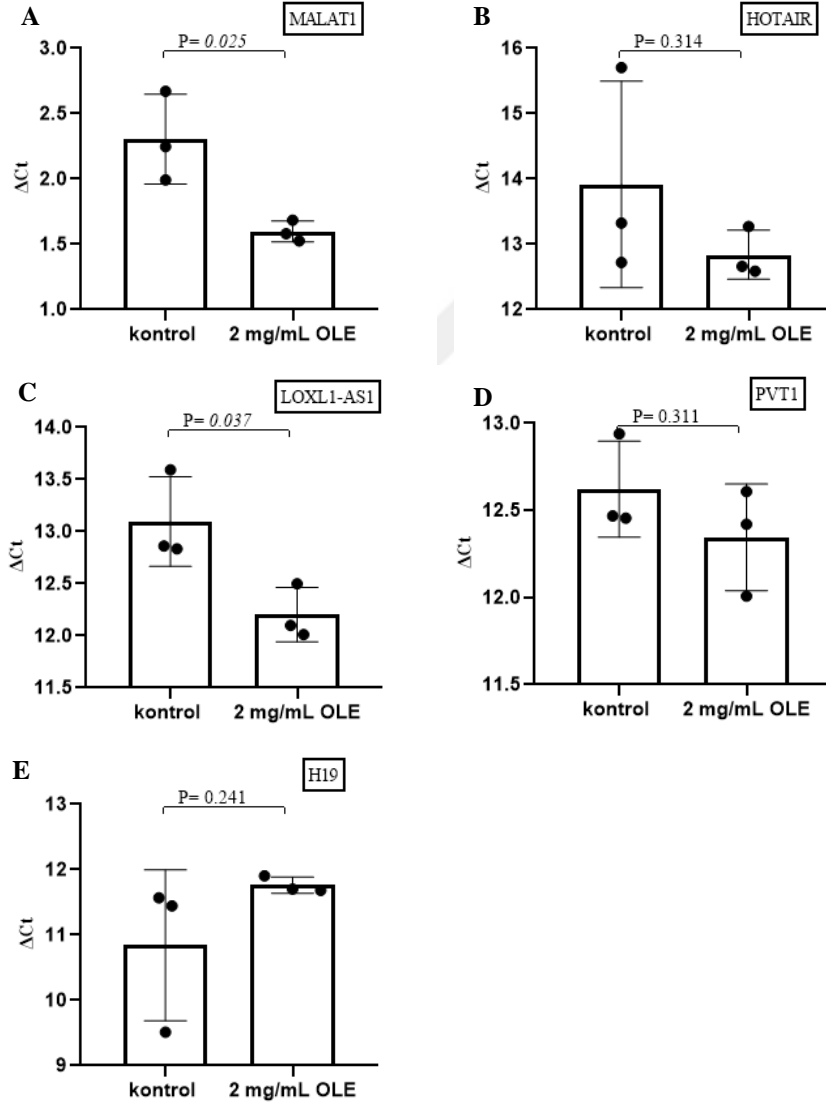 A
MALAT1
P= 0.025
3.0
2.5
2.0
1.5
1.0
ΔCt
kontrol
2 mg/mL OLE
B
HOTAIR
P= 0.314
16
15
14
13
12
ΔCt
kontrol
2 mg/mL OLE
C
LOXL1-AS1
P= 0.037
14.0
13.5
13.0
12.5
12.0
11.5
ΔCt
kontrol
2 mg/mL OLE
D
PVT1
P= 0.311
13.0
12.5
12.0
11.5
ΔCt
kontrol
2 mg/mL OLE
E
H19
P= 0.241
13
12
11
10
9
ΔCt
kontrol
2 mg/mL OLE